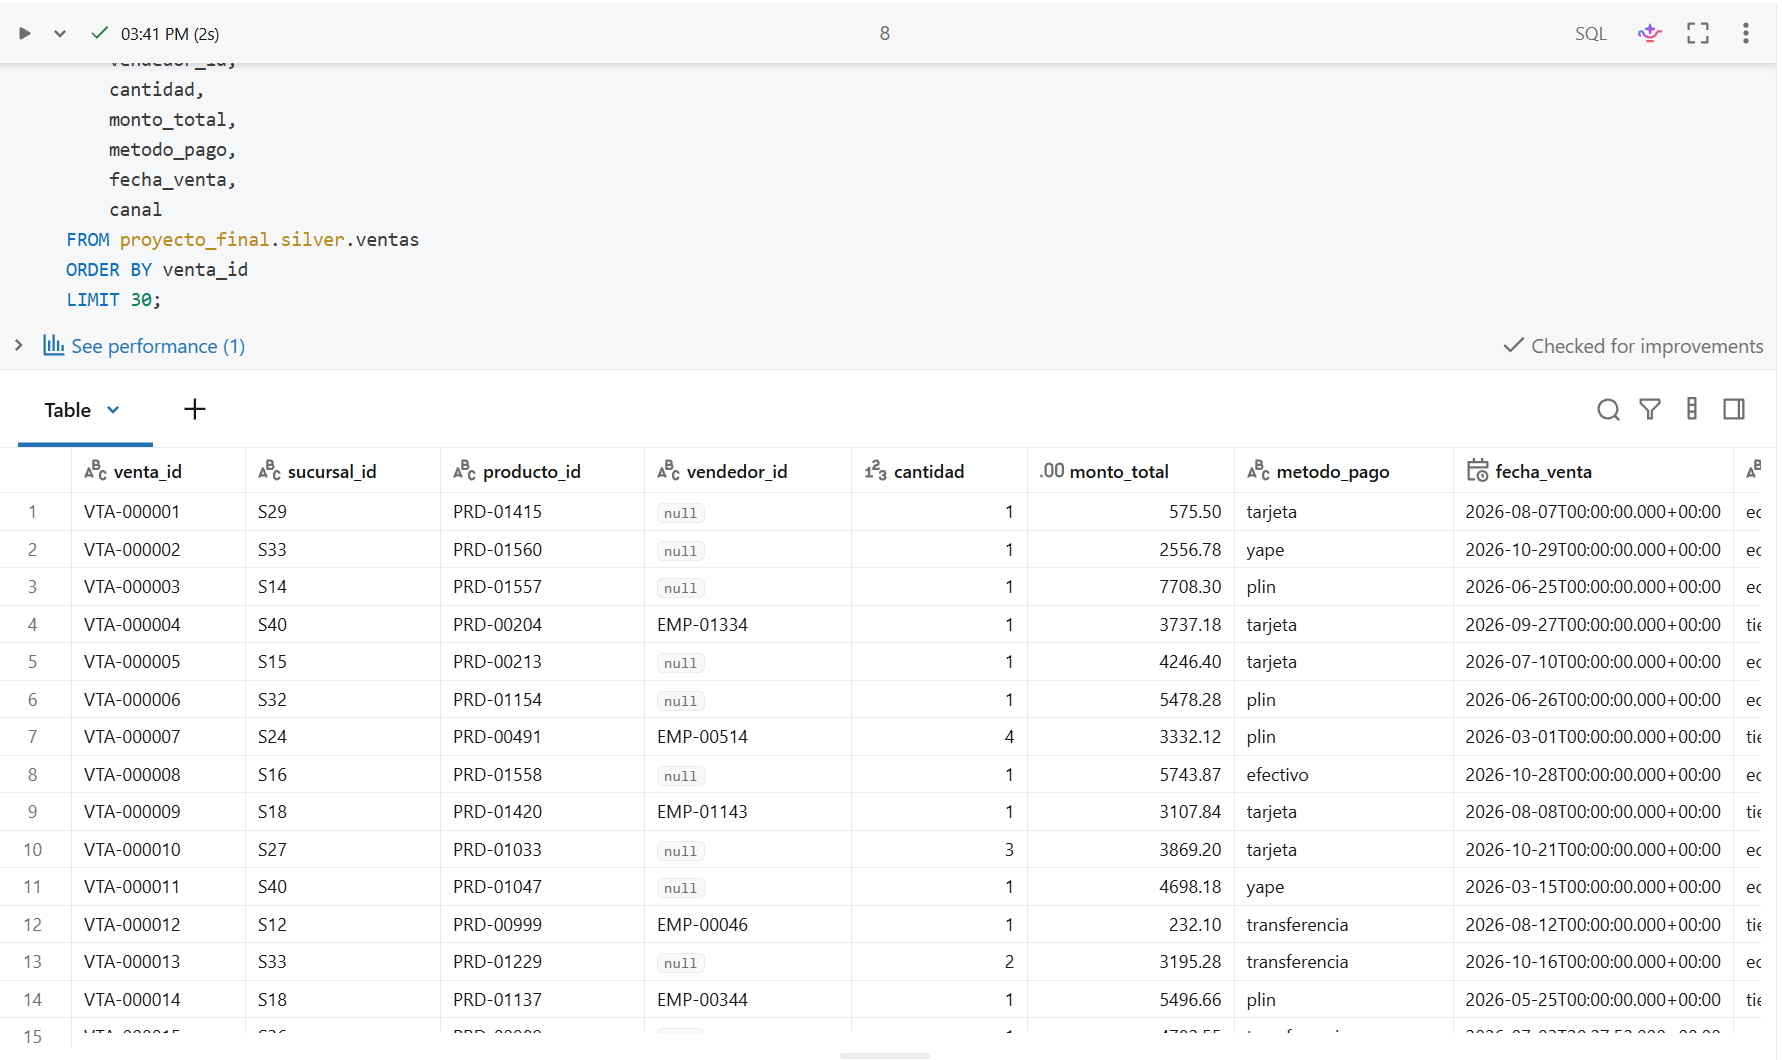 03:41 PM (2s)
8
SQL
vendedor_id,
cantidad,
monto_total,
metodo_pago,
fecha_venta,
canal
FROM proyecto_final.silver.ventas
ORDER BY venta_id
LIMIT 30;
See performance (1)
Checked for improvements
Table
venta_id sucursal_id producto_id vendedor_id cantidad .00 monto_total metodo_pago fecha_venta
1 VTA-000001 S29 PRD-01415 null 1 575.50 tarjeta 2026-08-07T00:00:00.000+00:00 ec
2 VTA-000002 S33 PRD-01560 null 1 2556.78 yape 2026-10-29T00:00:00.000+00:00 ec
3 VTA-000003 S14 PRD-01557 null 1 7708.30 plin 2026-06-25T00:00:00.000+00:00 ec
4 VTA-000004 S40 PRD-00204 EMP-01334 1 3737.18 tarjeta 2026-09-27T00:00:00.000+00:00 tie
5 VTA-000005 S15 PRD-00213 null 1 4246.40 tarjeta 2026-07-10T00:00:00.000+00:00 ec
6 VTA-000006 S32 PRD-01154 null 1 5478.28 plin 2026-06-26T00:00:00.000+00:00 ec
7 VTA-000007 S24 PRD-00491 EMP-00514 4 3332.12 plin 2026-03-01T00:00:00.000+00:00 tie
8 VTA-000008 S16 PRD-01558 null 1 5743.87 efectivo 2026-10-28T00:00:00.000+00:00 ec
9 VTA-000009 S18 PRD-01420 EMP-01143 1 3107.84 tarjeta 2026-08-08T00:00:00.000+00:00 tie
10 VTA-000010 S27 PRD-01033 null 3 3869.20 tarjeta 2026-10-21T00:00:00.000+00:00 ec
11 VTA-000011 S40 PRD-01047 null 1 4698.18 yape 2026-03-15T00:00:00.000+00:00 ec
12 VTA-000012 S12 PRD-00999 EMP-00046 1 232.10 transferencia 2026-08-12T00:00:00.000+00:00 tie
13 VTA-000013 S33 PRD-01229 null 2 3195.28 transferencia 2026-10-16T00:00:00.000+00:00 ec
14 VTA-000014 S18 PRD-01137 EMP-00344 1 5496.66 plin 2026-05-25T00:00:00.000+00:00 tie
15